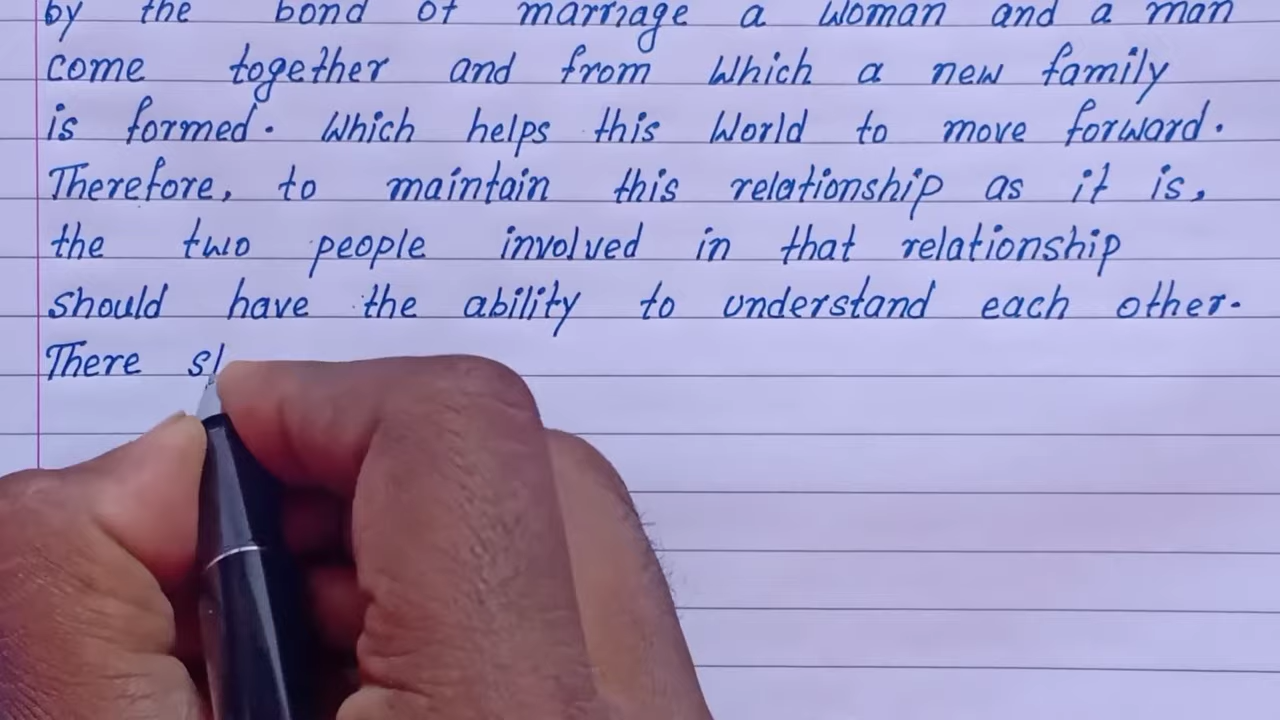 by the bond of marriage a woman and a man
come together and from which a new family
is formed. Which helps this World to move forward.
Therefore, to maintain this relationship as it is,
the two people involved in that relationship
should have the ability to understand each other.
There